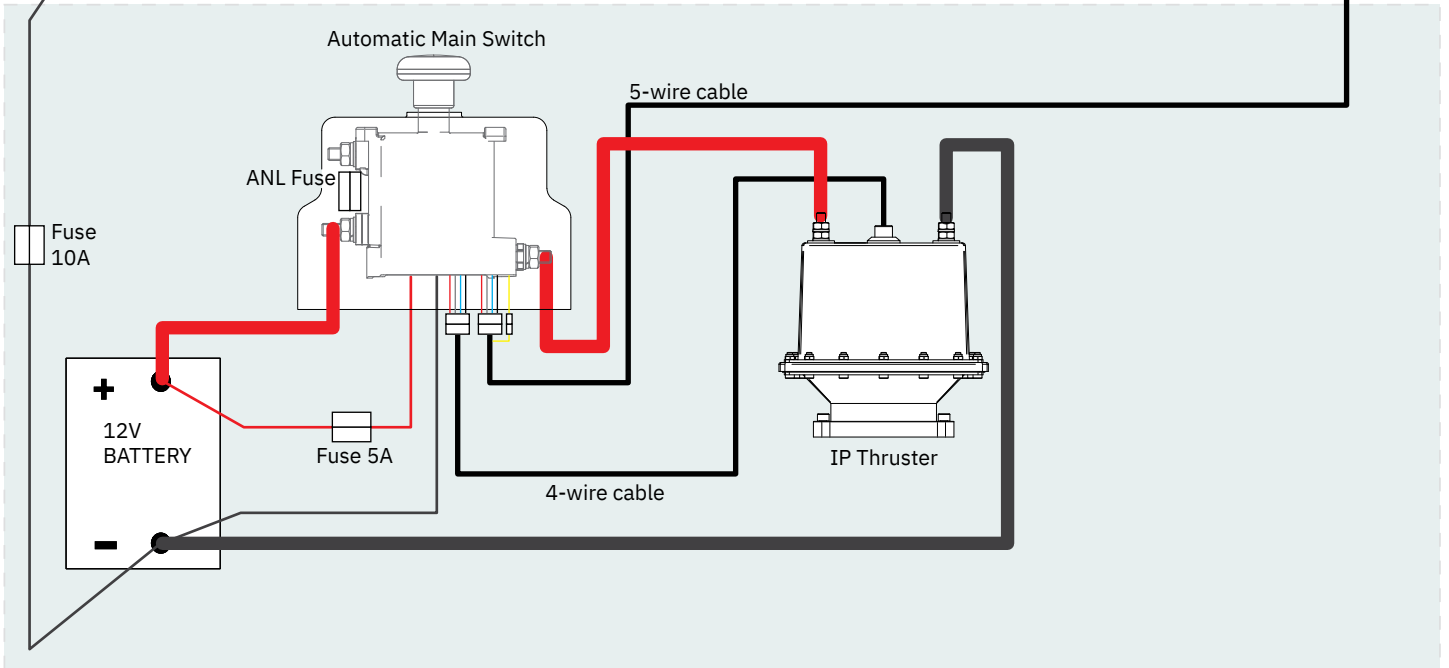 Automatic Main Switch
5-wire cable
ANL Fuse
Fuse
10A
+
12V
BATTERY
Fuse 5A
IP Thruster
4-wire cable
-